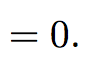 = 0.